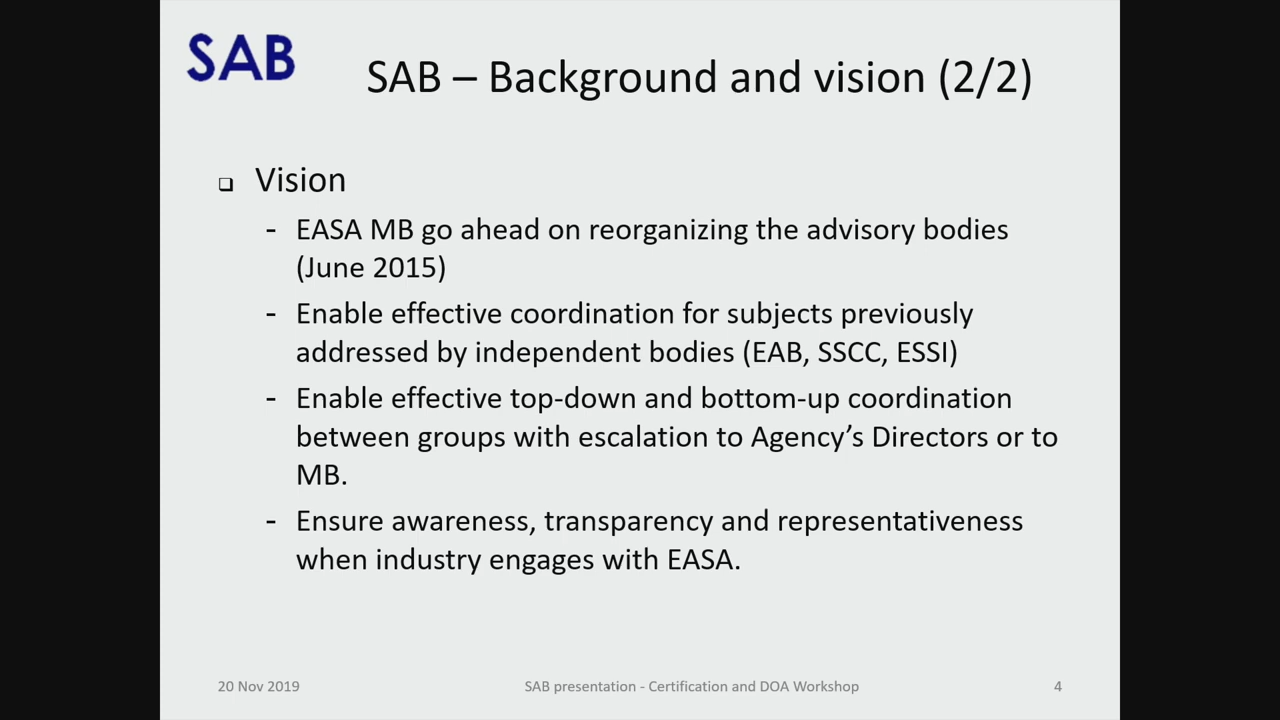 SAB
SAB – Background and vision (2/2)
❑ Vision
- EASA MB go ahead on reorganizing the advisory bodies
(June 2015)
- Enable effective coordination for subjects previously
addressed by independent bodies (EAB, SSCC, ESSI)
- Enable effective top-down and bottom-up coordination
between groups with escalation to Agency’s Directors or to
MB.
- Ensure awareness, transparency and representativeness
when industry engages with EASA.
20 Nov 2019
SAB presentation - Certification and DOA Workshop
4